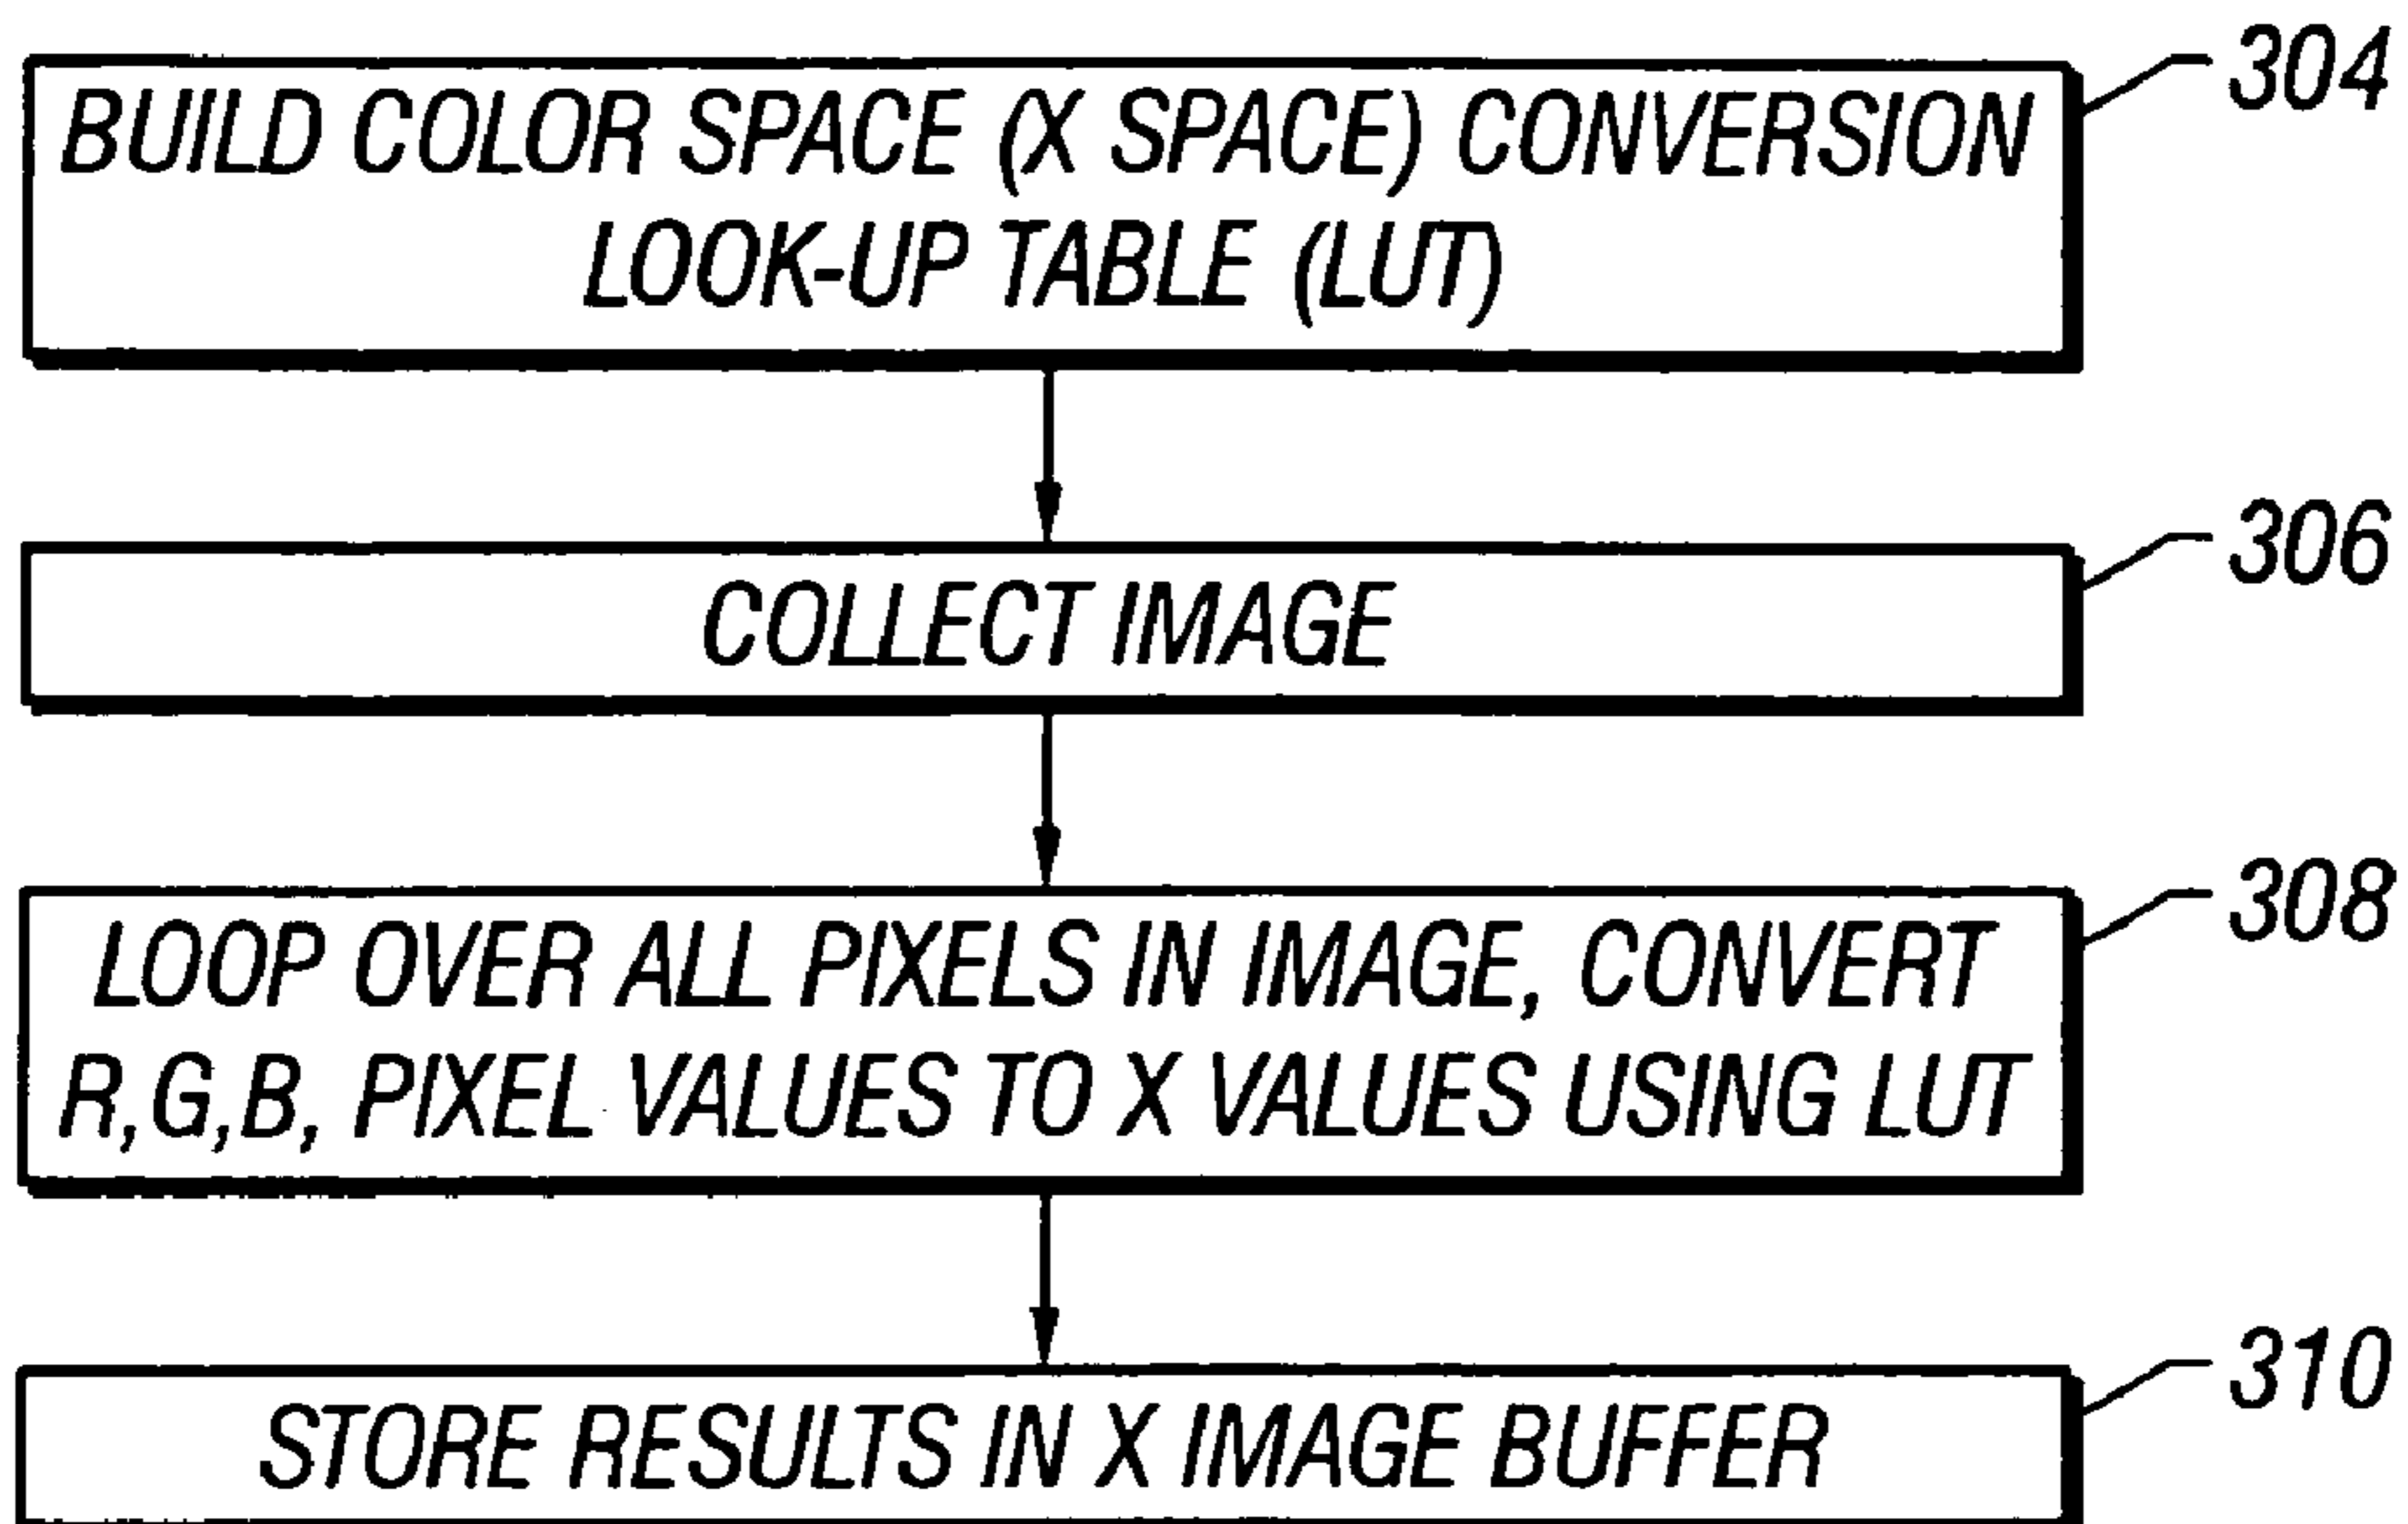 304
BUILD COLOR SPACE (X SPACE) CONVERSION
LOOK-UP TABLE (LUT)
306
COLLECT IMAGE
308
LOOP OVER ALL PIXELS IN IMAGE, CONVERT
R,G,B, PIXEL VALUES TO X VALUES USING LUT
310
STORE RESULTS IN X IMAGE BUFFER